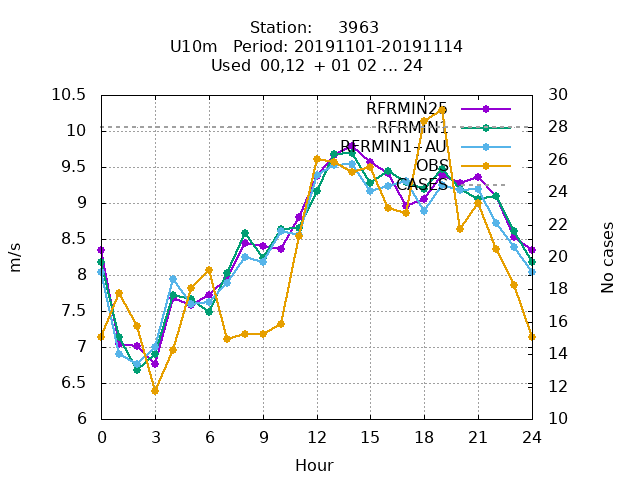 Station: 3963
U10m Period: 20191101-20191114
Used 00,12 + 01 02 ... 24
10.5
10
9.5
9
8.5
8
7.5
7
6.5
6
m/s
30
28
26
24
22
20
18
16
14
12
10
No cases
RFRMIN25
RFRMIN1
RFRMIN1+AU
OBS
CASES
0 3 6 9 12 15 18 21 24
Hour